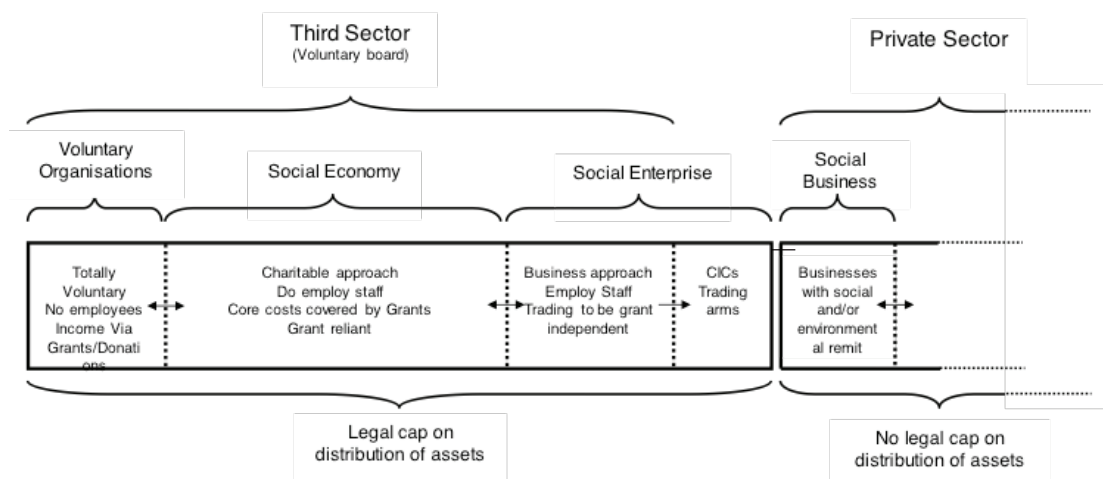 Third Sector
(Voluntary board)
Private Sector
Voluntary
Organisations
Social Economy
Social Enterprise
Social
Business
Totally
Voluntary
No employees
Income Via
Grants/Donati
ons
Charitable approach
Do employ staff
Core costs covered by Grants
Grant reliant
Business approach
Employ Staff
Trading to be grant
independent
CICs
Trading
arms
Businesses
with social
and/or
environment
al remit
Legal cap on
distribution of assets
No legal cap on
distribution of assets